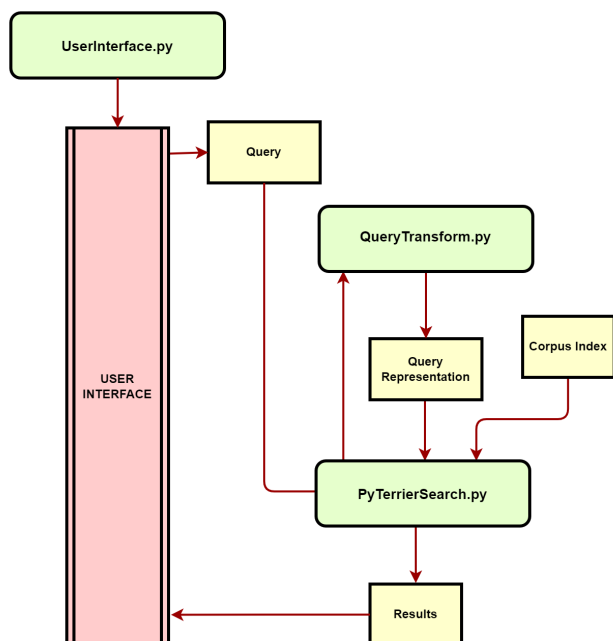 UserInterface.py
Query
QueryTransform.py
Corpus Index
Query
Representation
USER
INTERFACE
PyTerrierSearch.py
Results